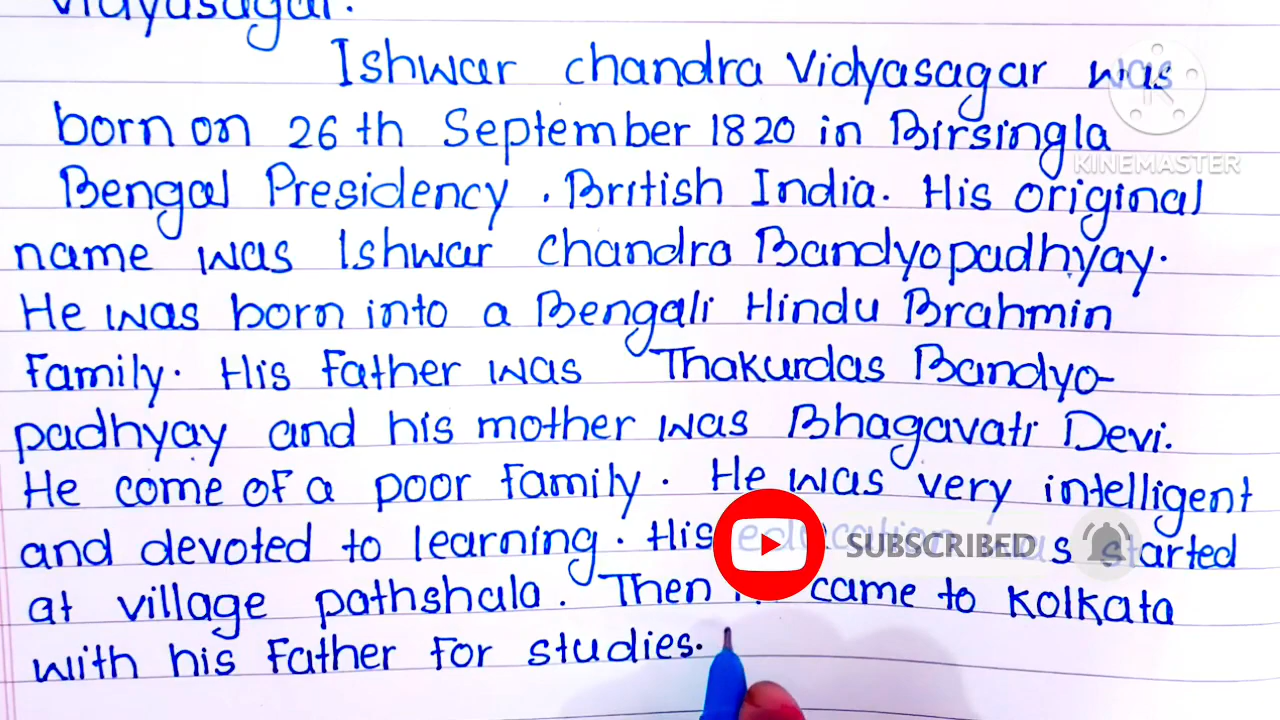 Vidyasagar.
Ishwar chandra Vidyasagar was
born on 26 th September 1820 in Birsingla
KINEMASTER
Bengal Presidency . British India. His original
name was Ishwar chandra Bandyopadhyay.
He was born into a Bengali Hindu Brahmin
Family. His Father was Thakurdas Bandyo-
padhyay and his mother was Bhagavati Devi.
He come of a poor family. He was very intelligent
and devoted to learning. His education was started
SUBSCRIBED
at village pathshala. Then he came to Kolkata
with his Father for studies.